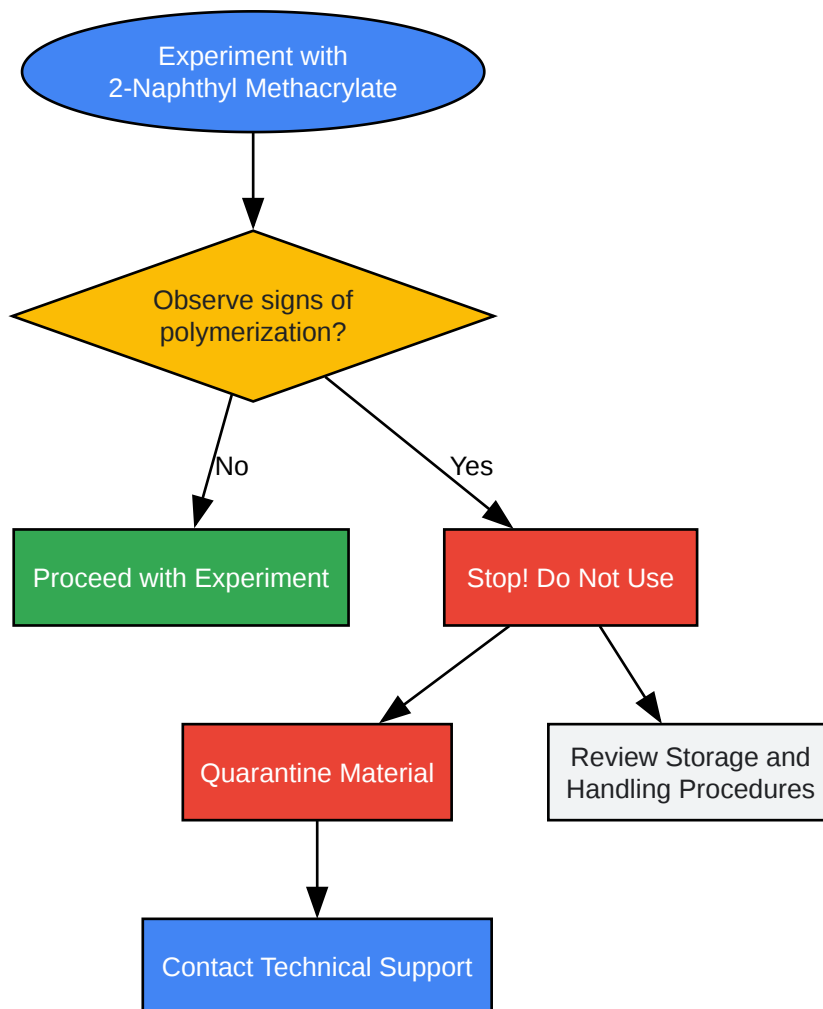 Experiment with
2-Naphthyl Methacrylate
Observe signs of
polymerization?
No
Yes
Proceed with Experiment
Stop! Do Not Use
Quarantine Material
Review Storage and
Handling Procedures
Contact Technical Support